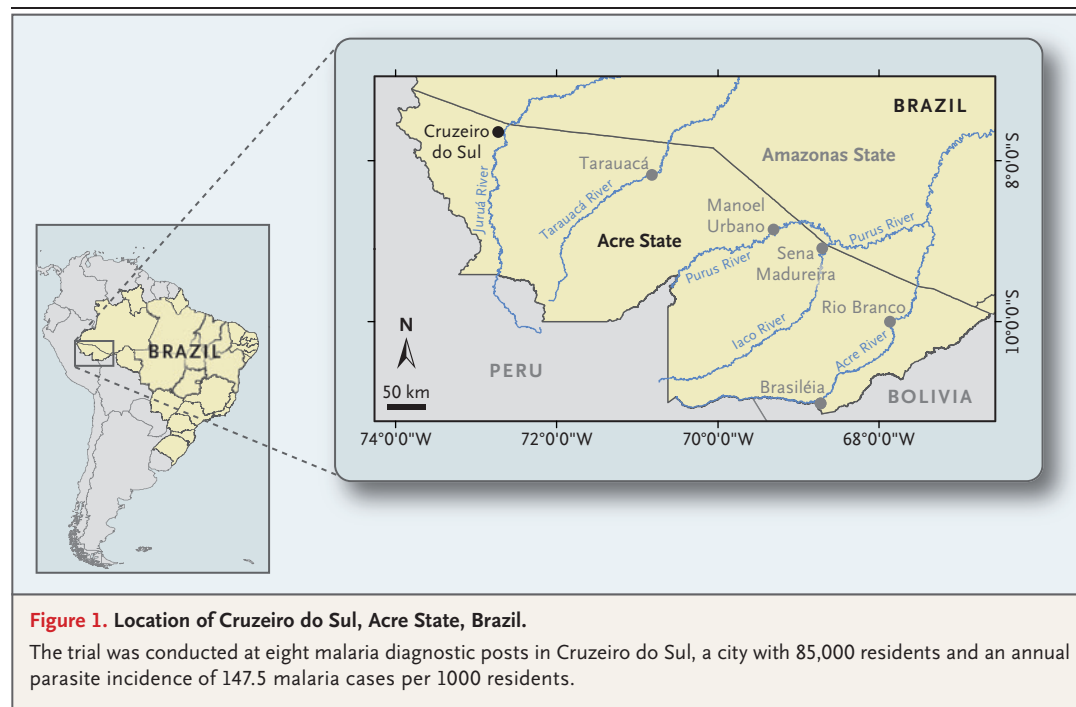 BRAZIL
Cruzeiro
do Sul
Juruá River
Tarauacá
Tarauacá River
Amazonas State
Manoel
Urbano
Acre State
Purus River
Purus River
Sena
Madureira
Rio Branco
Iaco River
Acre River
Brasiléia
N
50 km
PERU
BOLIVIA
8°0'0"S
10°0'0"S
74°0'0"W
72°0'0"W
70°0'0"W
68°0'0"W
BRAZIL
Figure 1. Location of Cruzeiro do Sul, Acre State, Brazil.
The trial was conducted at eight malaria diagnostic posts in Cruzeiro do Sul, a city with 85,000 residents and an annual
parasite incidence of 147.5 malaria cases per 1000 residents.